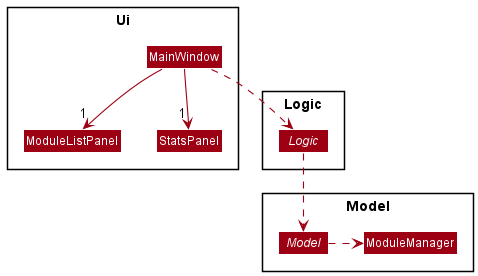 Ui
MainWindow
1
1
ModuleListPanel
StatsPanel
Logic
Logic
Model
Model
ModuleManager